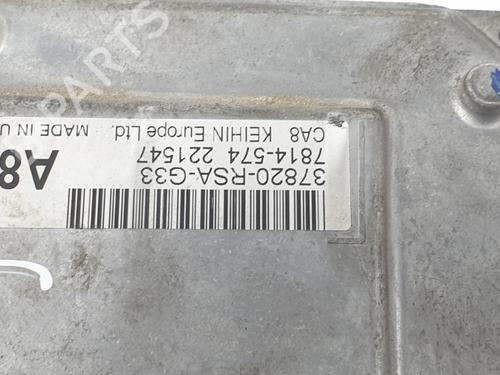 37820-RSA-G33
7814-574 221547
CA8 KEIHIN Europe Ltd.
MADE IN U
A8
PARTS